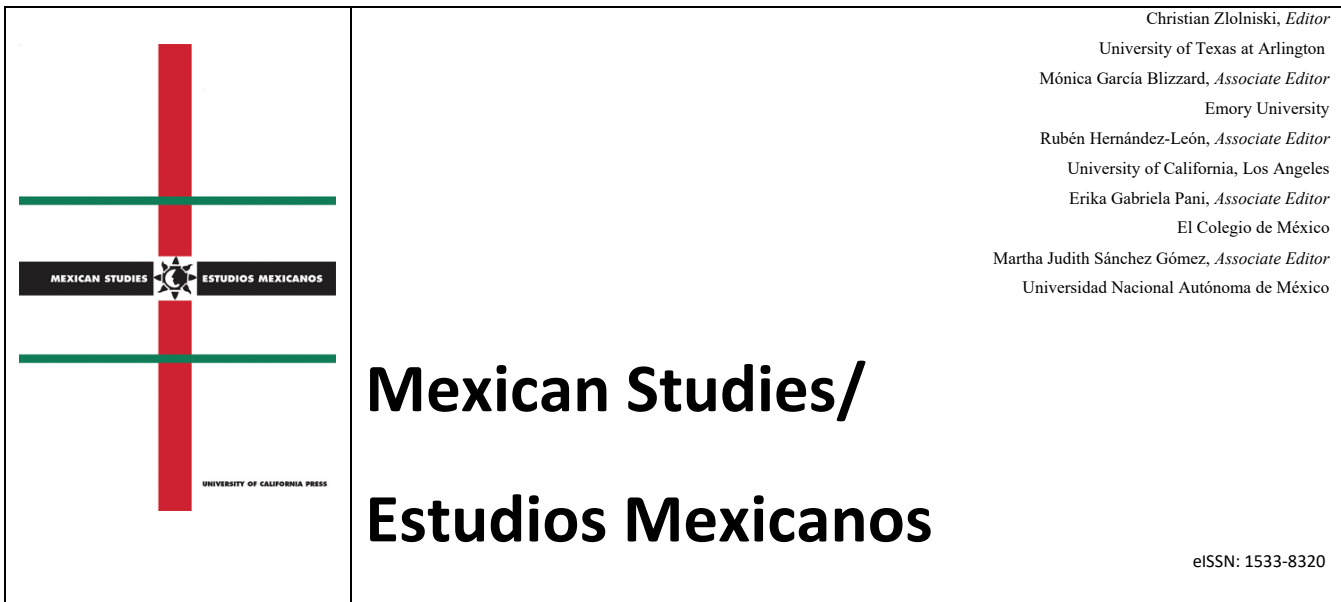 MEXICAN STUDIES ESTUDIOS MEXICANOS
UNIVERSITY OF CALIFORNIA PRESS
Christian Zlolniski, Editor
University of Texas at Arlington
Mónica García Blizzard, Associate Editor
Emory University
Rubén Hernández-León, Associate Editor
University of California, Los Angeles
Erika Gabriela Pani, Associate Editor
El Colegio de México
Martha Judith Sánchez Gómez, Associate Editor
Universidad Nacional Autónoma de México
Mexican Studies/
Estudios Mexicanos
eISSN: 1533-8320